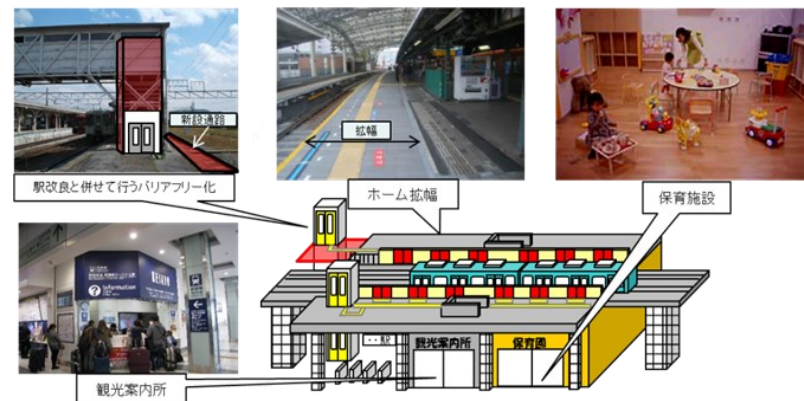 新設通路
拡幅
駅改良と併せて行うバリアフリー化
ホーム拡幅
保育施設
Information
観光案内所
保育園
観光案内所